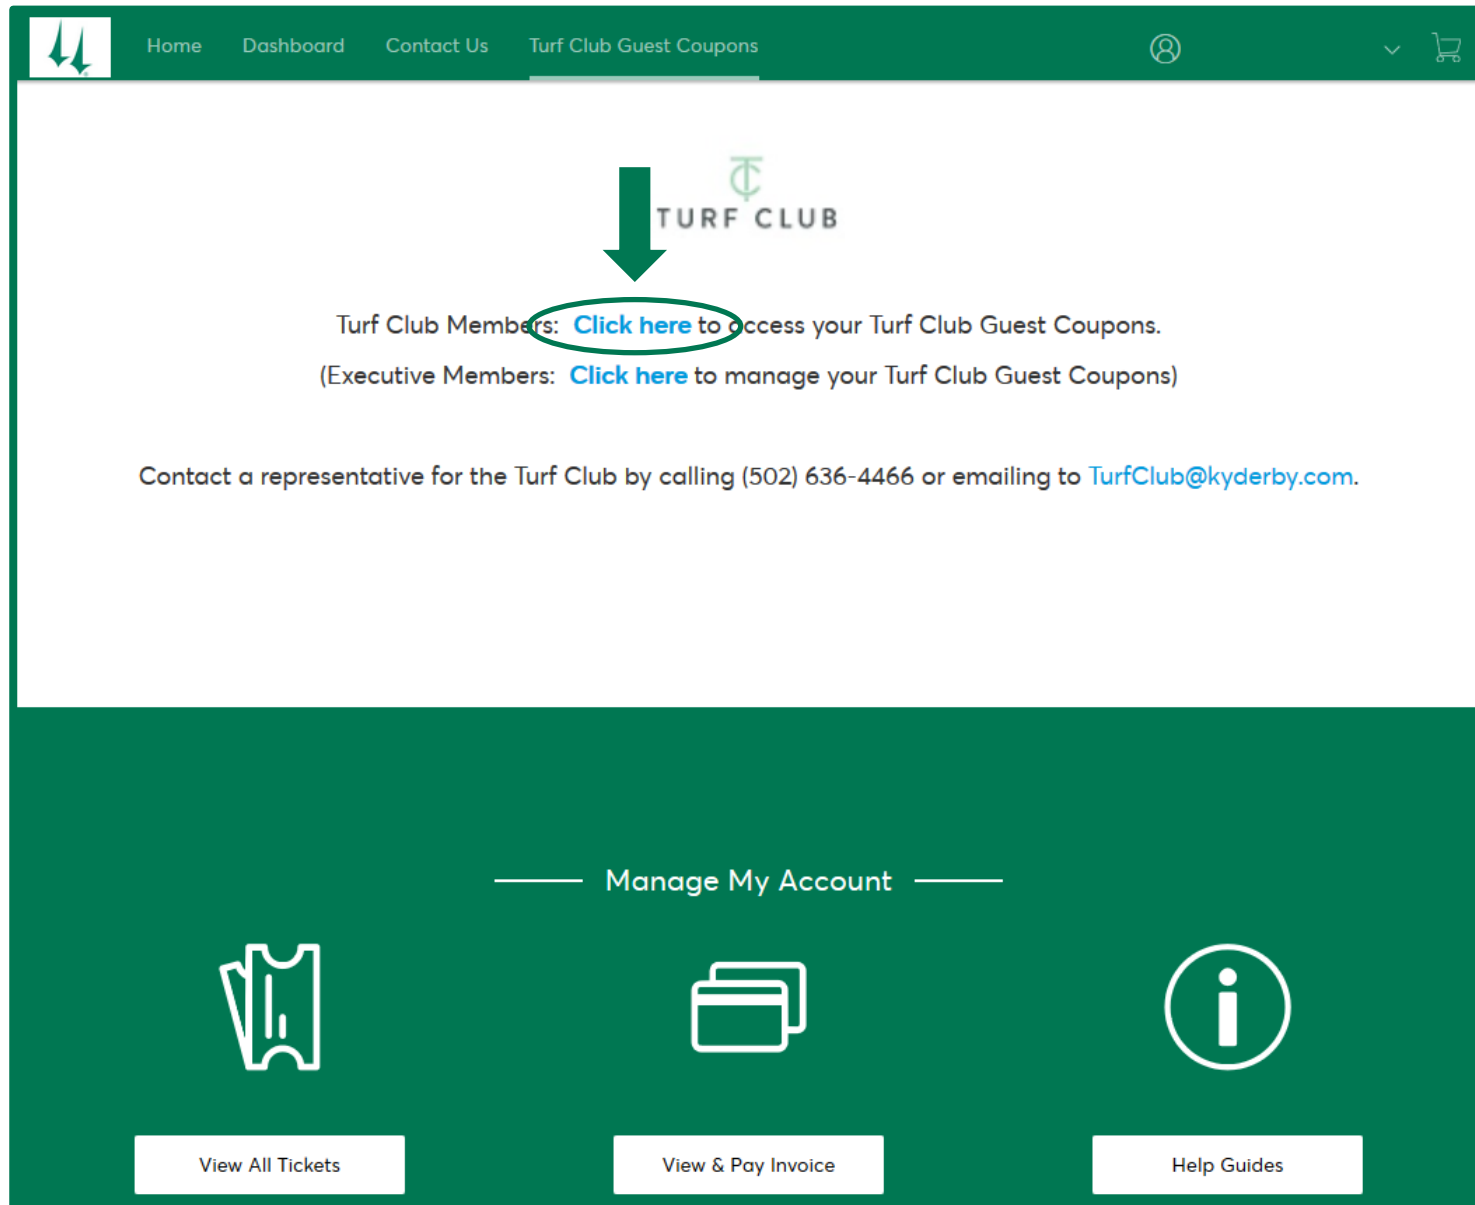 Home Dashboard Contact Us Turf Club Guest Coupons
TC
TURF CLUB
Turf Club Members: Click here to access your Turf Club Guest Coupons.
(Executive Members: Click here to manage your Turf Club Guest Coupons)
Contact a representative for the Turf Club by calling (502) 636-4466 or emailing to TurfClub@kyderby.com.
Manage My Account
View All Tickets View & Pay Invoice Help Guides